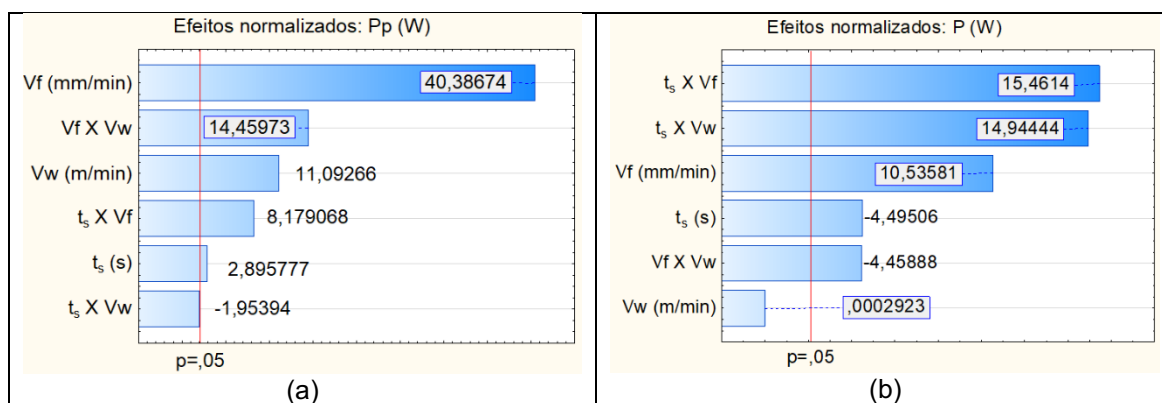 Efeitos normalizados: Pp (W)
Vf (mm/min)
40,38674
Vf X Vw
14,45973
Vw (m/min)
11,09266
ts X Vf
8,179068
ts (s)
2,895777
ts X Vw
-1,95394
p=,05
(a)
Efeitos normalizados: P (W)
ts X Vf
15,4614
ts X Vw
14,94444
Vf (mm/min)
10,53581
ts (s)
-4,49506
Vf X Vw
-4,45888
Vw (m/min)
,0002923
p=,05
(b)